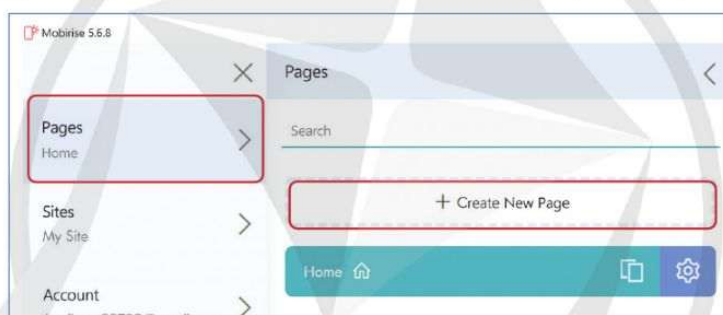 Mobirise 5.6.8
Pages
Home
Sites
My Site
Account
Pages
Search
+ Create New Page
Home